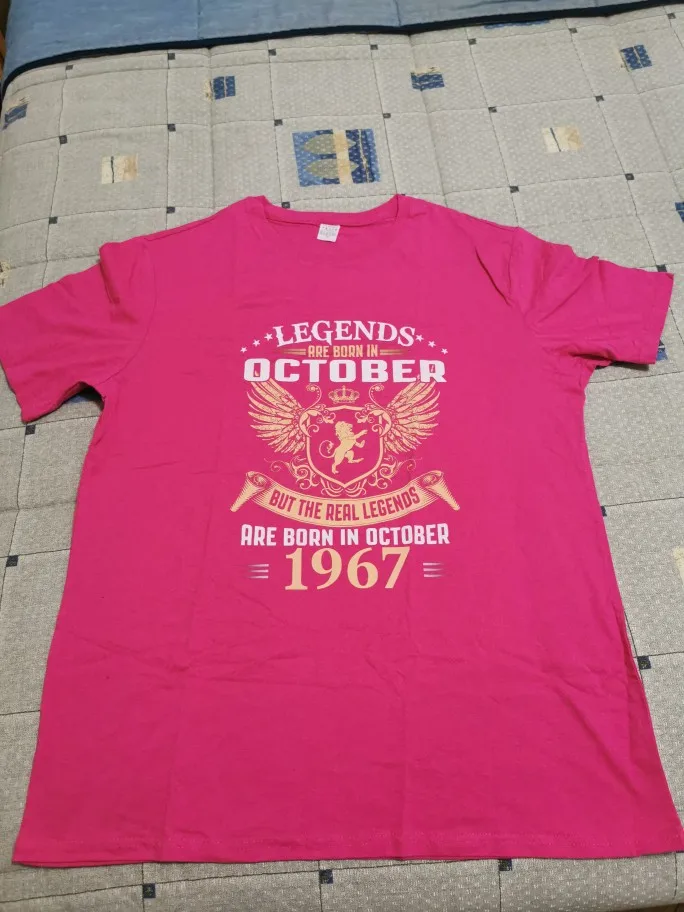 LEGENDS
ARE BORN IN
OCTOBER
BUT THE REAL LEGENDS
ARE BORN IN OCTOBER
1967